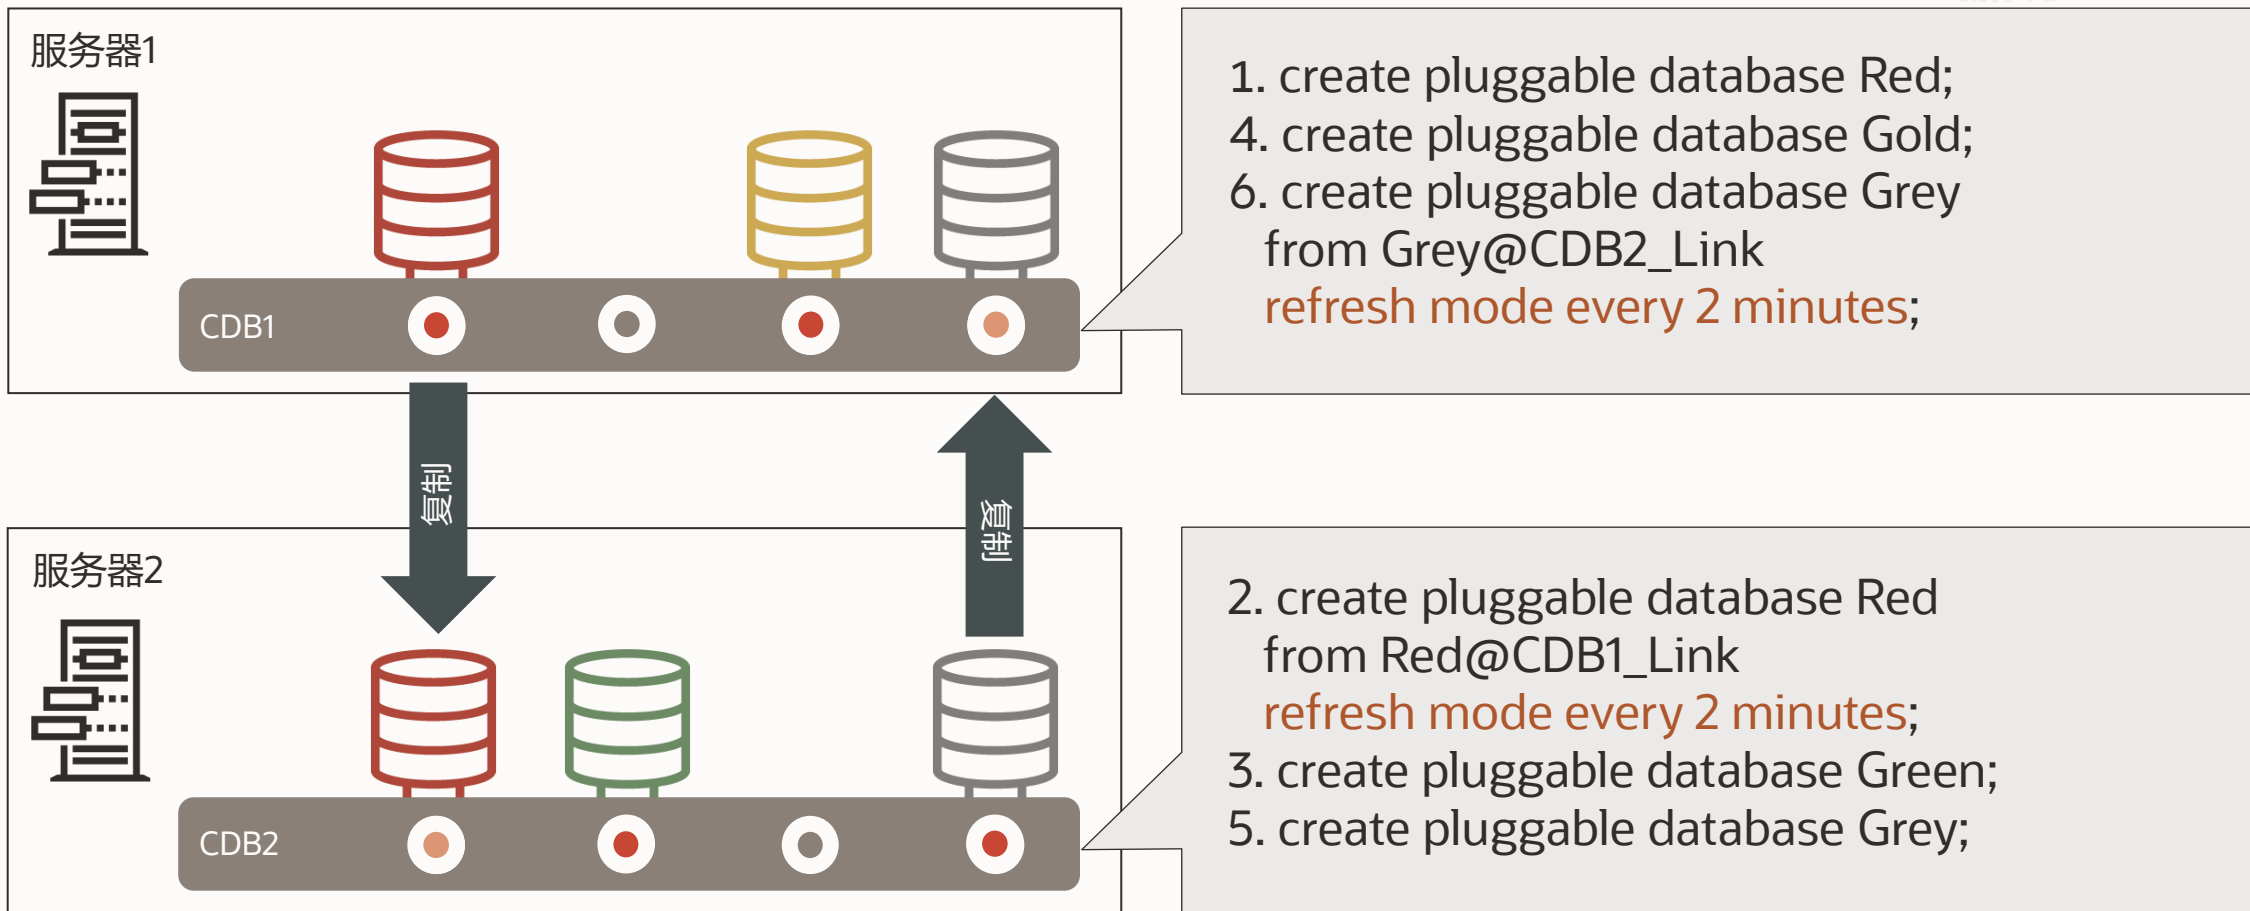 服务器1
CDB1
1. create pluggable database Red;
4. create pluggable database Gold;
6. create pluggable database Grey
from Grey@CDB2_Link
refresh mode every 2 minutes;
复制
复制
服务器2
CDB2
2. create pluggable database Red
from Red@CDB1_Link
refresh mode every 2 minutes;
3. create pluggable database Green;
5. create pluggable database Grey;